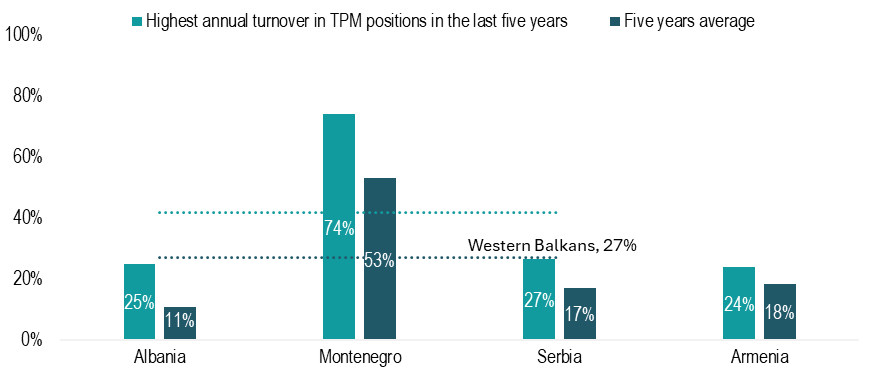 Highest annual turnover in TPM positions in the last five years
Five years average
100%
80%
60%
40%
20%
0%
25%
11%
74%
53%
Western Balkans, 27%
27%
17%
24%
18%
Albania
Montenegro
Serbia
Armenia